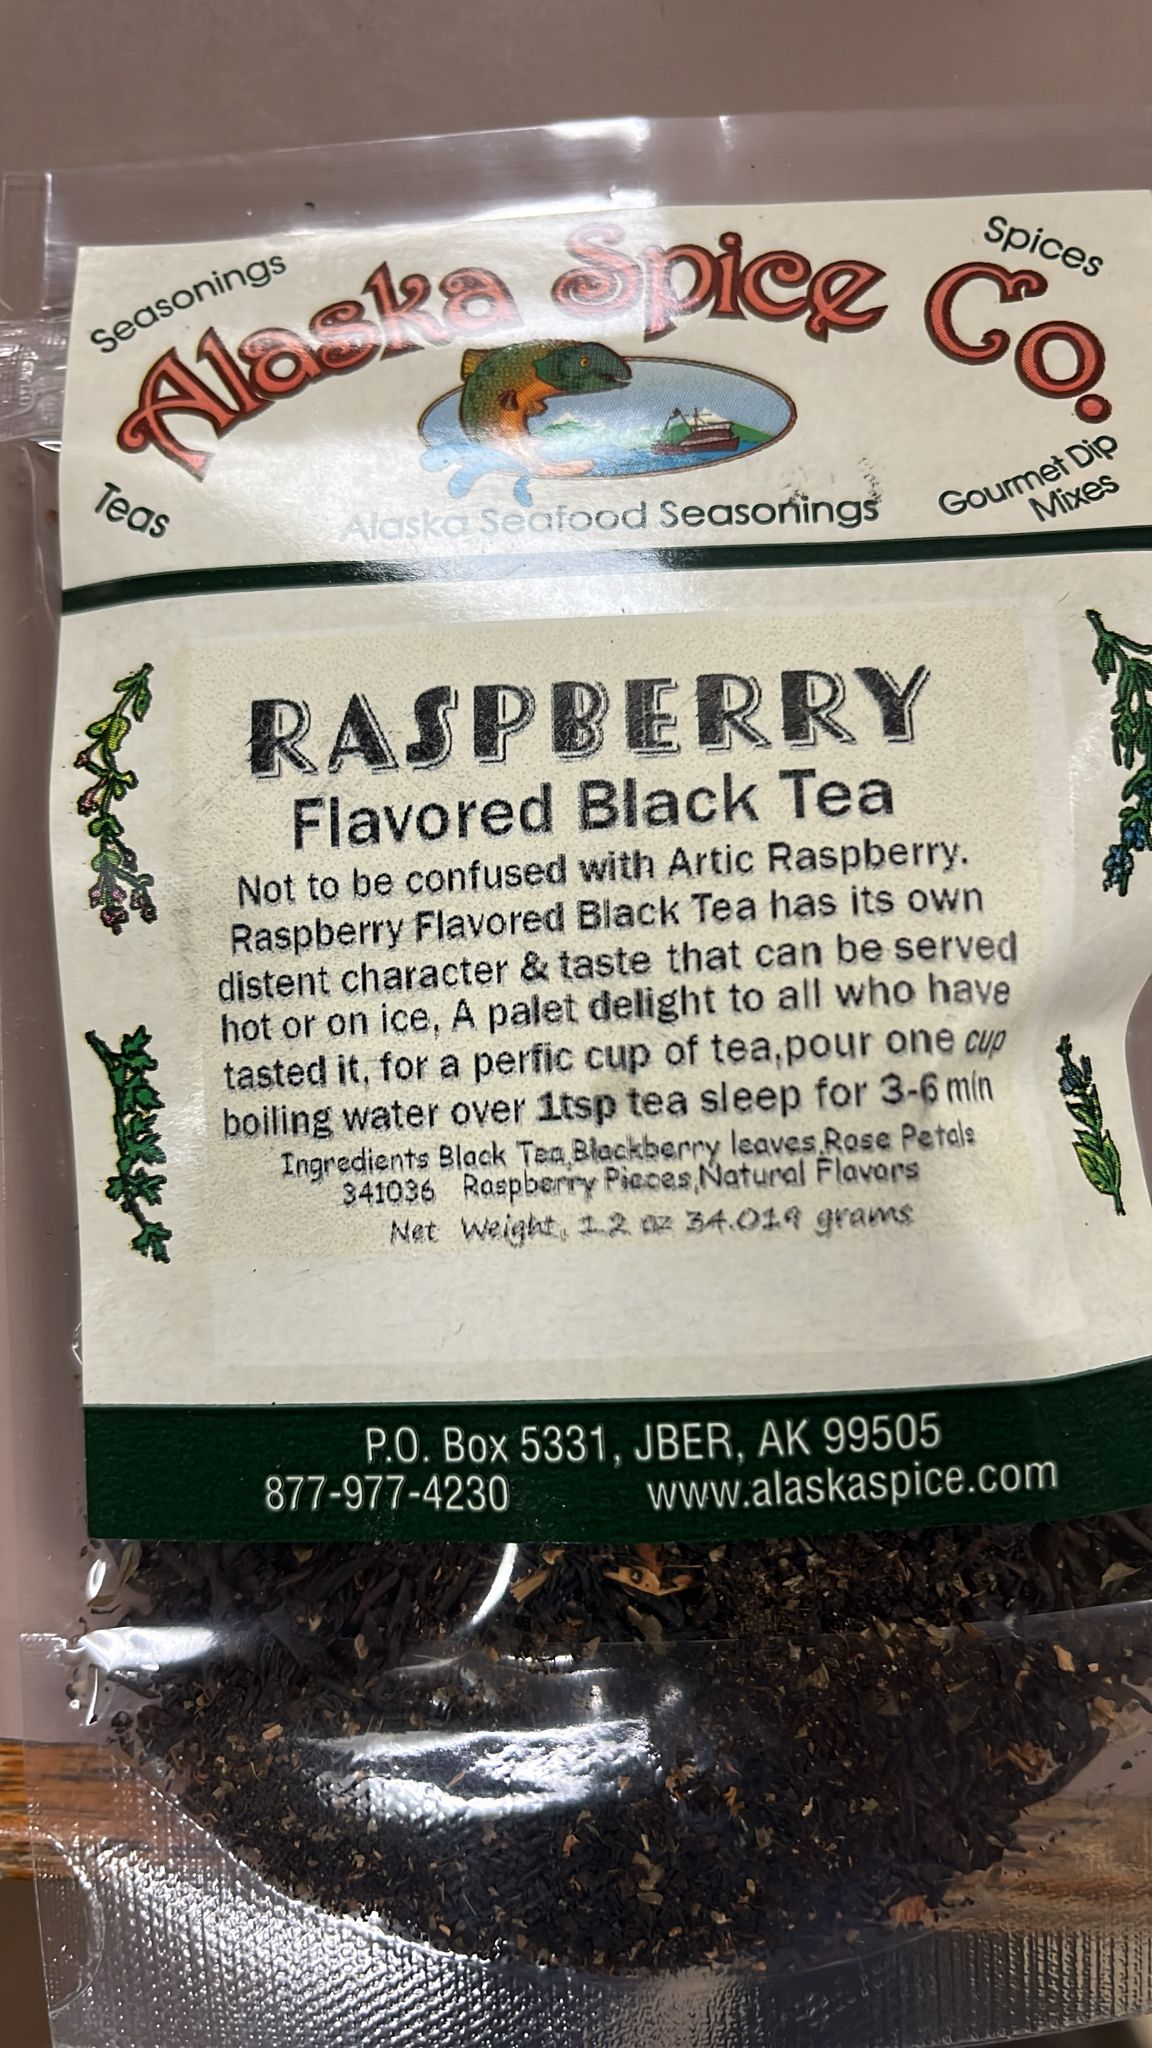 Seasonings
Spices
Alaska Spice Co.
Teas
Gourmet Dip
Mixes
Alaska Seafood Seasonings
RASPBERRY
Flavored Black Tea
Not to be confused with Artic Raspberry.
Raspberry Flavored Black Tea has its own
distent character & taste that can be served
hot or on ice, A palet delight to all who have
tasted it, for a perfic cup of tea,pour one cup
boiling water over 1tsp tea sleep for 3-6 min
Ingredients Black Tea,Blackberry leaves,Rose Petals
341036 Raspberry Pieces,Natural Flavors
Net Weight, 1.2 oz 34.019 grams
P.O. Box 5331, JBER, AK 99505
877-977-4230 www.alaskaspice.com